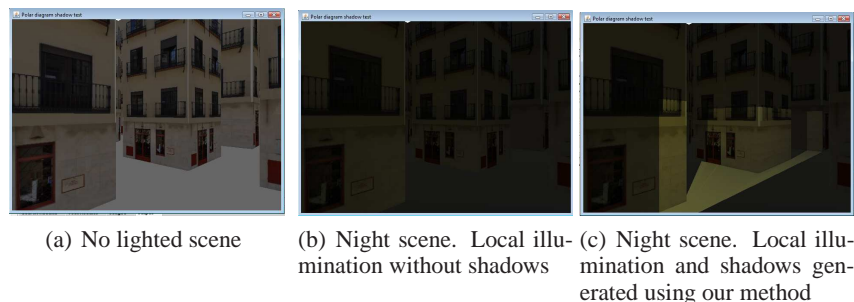 Polar diagram shadow test
Polar diagram shadow test
Polar diagram shadow test
(a) No lighted scene
(b) Night scene. Local illu-
mination without shadows
(c) Night scene. Local illu-
mination and shadows gen-
erated using our method